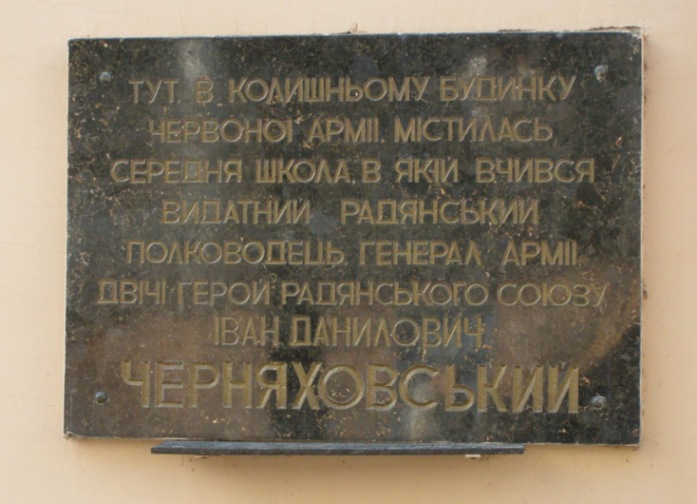 ТУТ В КОЛИШНЬОМУ БУДИНКУ
ЧЕРВОНОЇ АРМІЇ МІСТИЛАСЬ
СЕРЕДНЯ ШКОЛА, В ЯКІЙ ВЧИВСЯ
ВИДАТНИЙ РАДЯНСЬКИЙ
ПОЛКОВОДЕЦЬ ГЕНЕРАЛ АРМІЇ,
ДВІЧІ ГЕРОЙ РАДЯНСЬКОГО СОЮЗУ
ІВАН ДАНИЛОВИЧ
ЧЕРНЯХОВСЬКИЙ